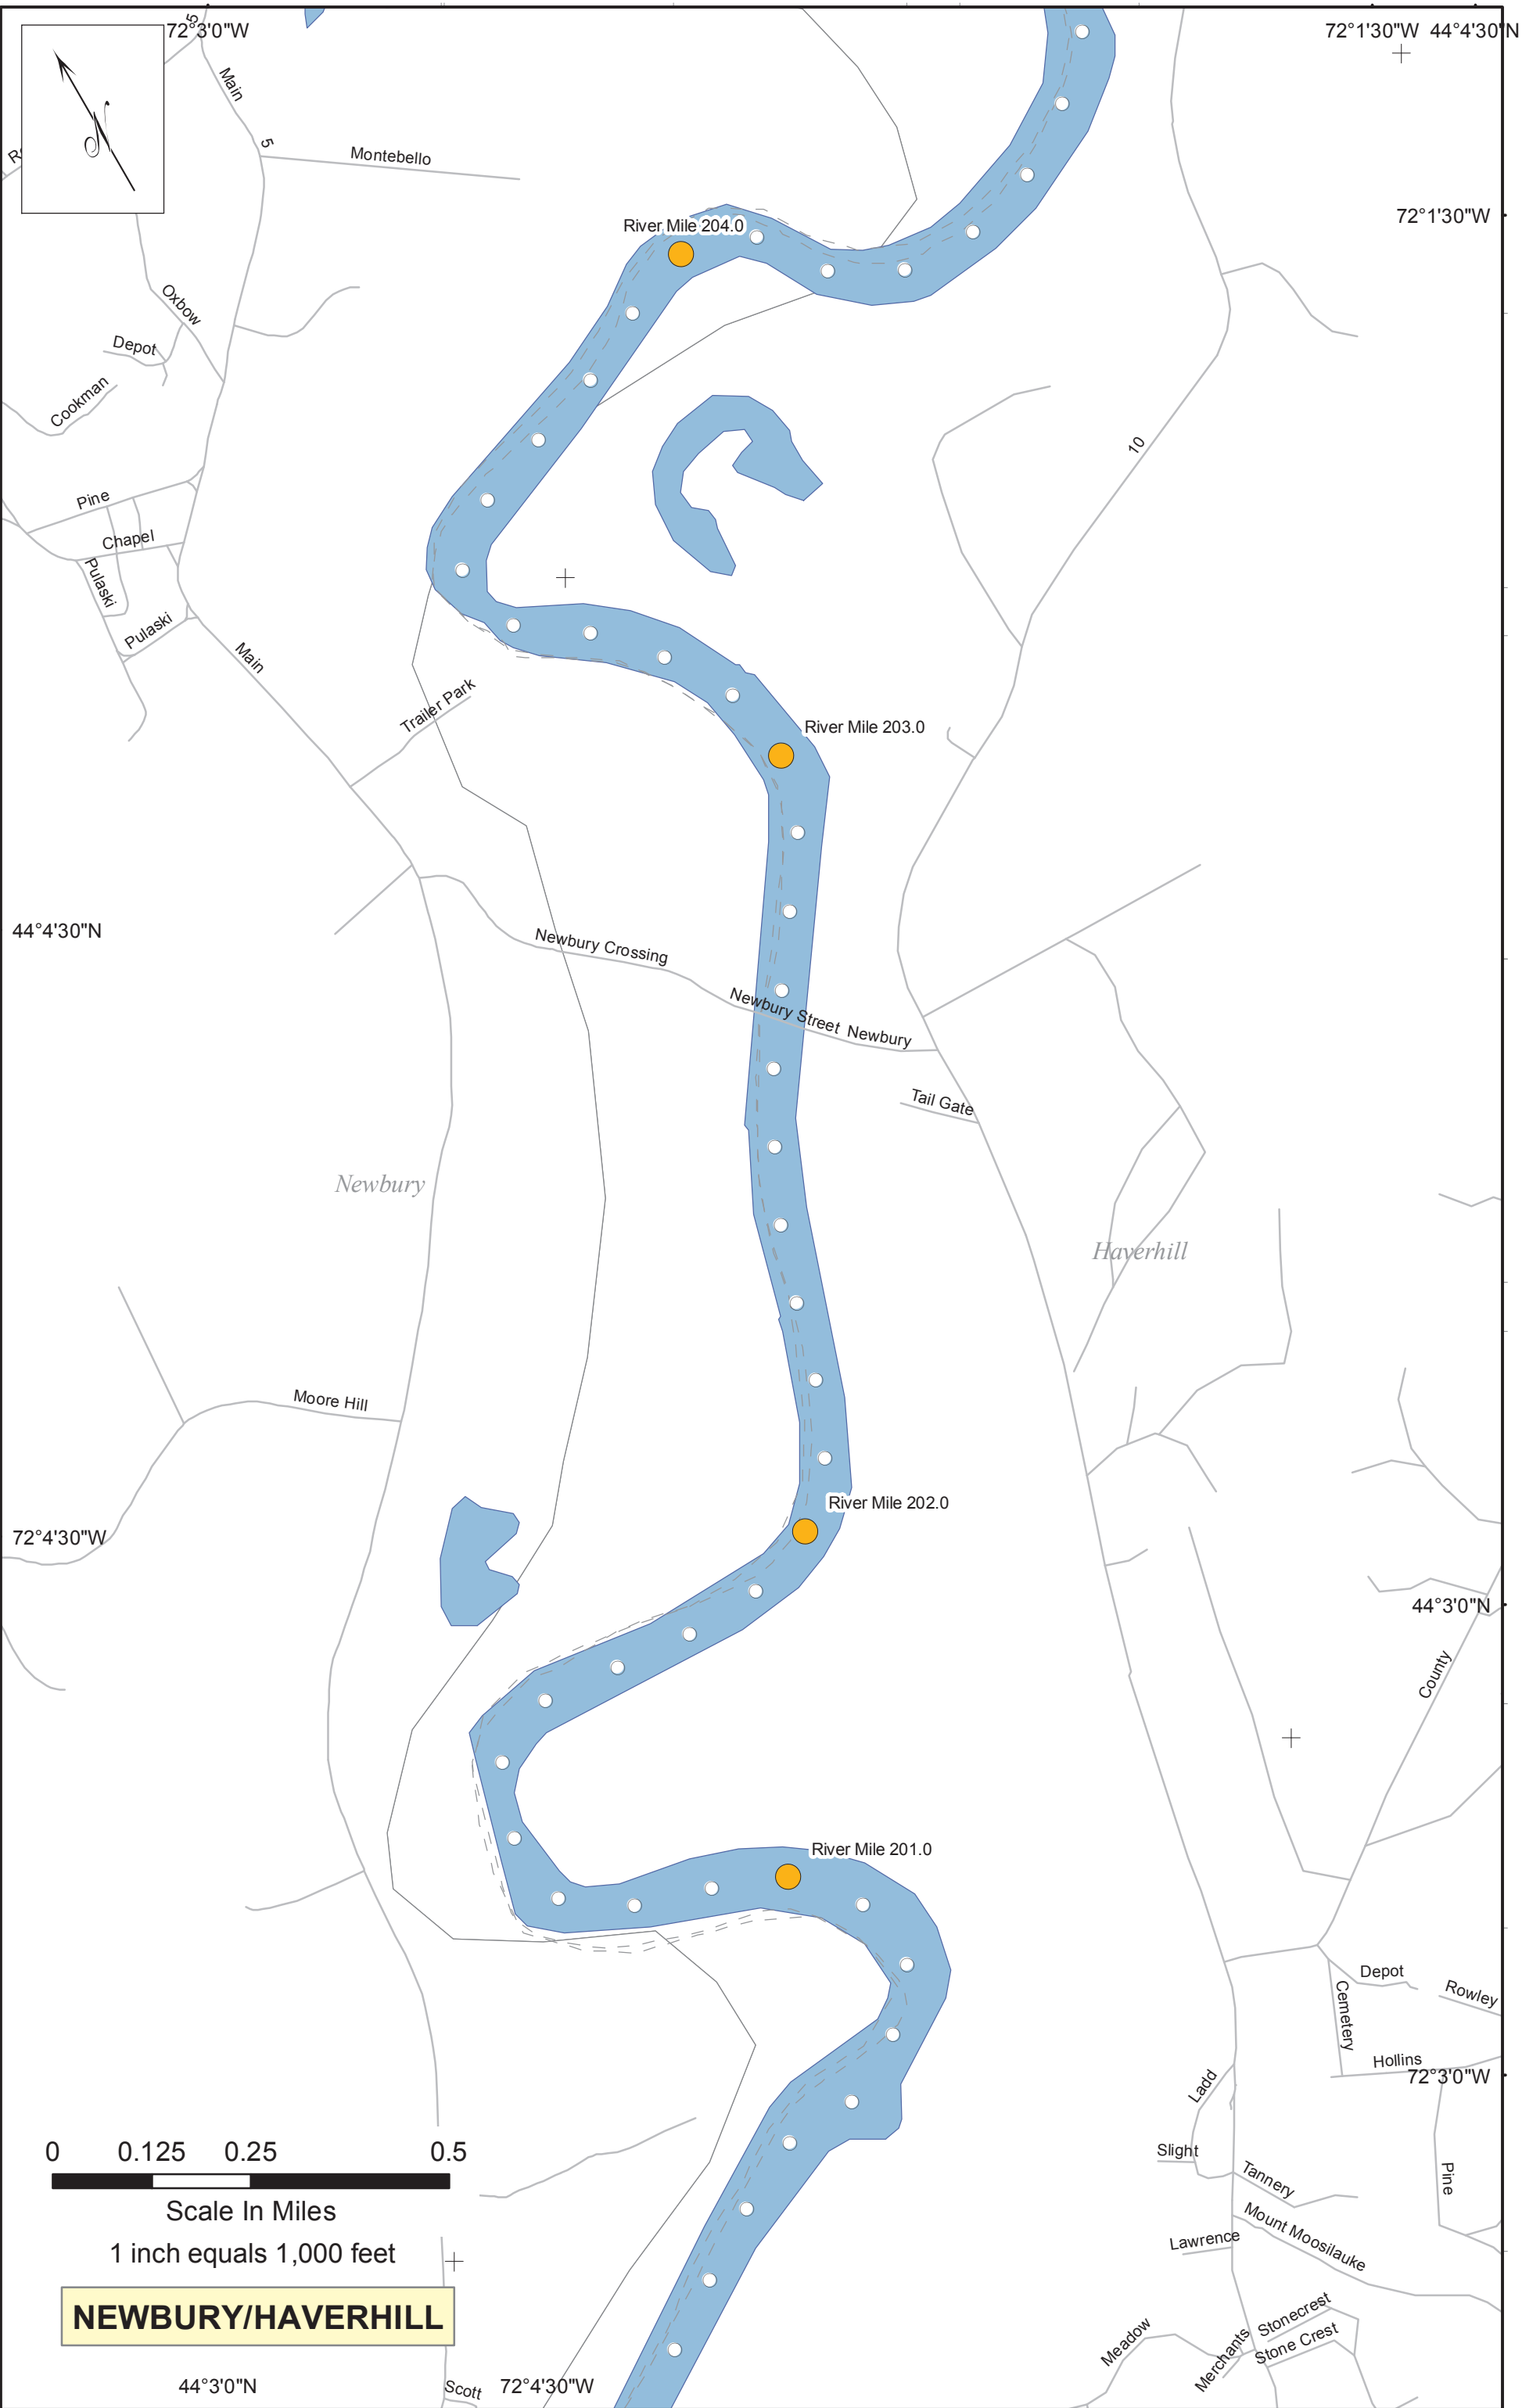 72°3'0"W
72°1'30"W
44°4'30"N
5
Main
5
N
Montebello
River Mile 204.0
72°1'30"W
Oxbow
Depot
Cookman
10
Pine
Chapel
Pulaski
Pulaski
Main
Trailer Park
River Mile 203.0
44°4'30"N
Newbury Crossing
Newbury Street
Newbury
Tail Gate
Newbury
Haverhill
Moore Hill
River Mile 202.0
72°4'30"W
44°3'0"N
County
River Mile 201.0
Depot
Rowley
Cemetery
Hollins
72°3'0"W
Ladd
Slight
Tannery
Pine
Mount Moosilauke
Lawrence
0 0.125 0.25 0.5
Scale In Miles
1 inch equals 1,000 feet
NEWBURY/HAVERHILL
Stonecrest
Stone Crest
Merchants
Meadow
44°3'0"N
Scott
72°4'30"W